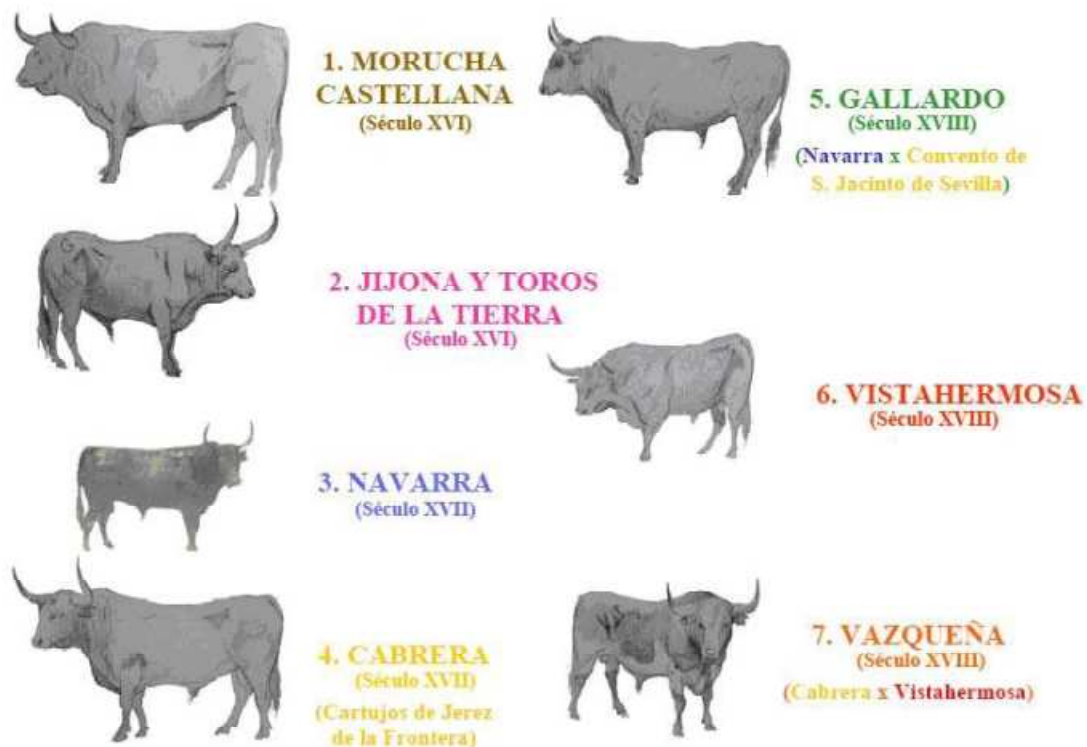 1. MORUCHA
CASTELLANA
(Século XVI)
2. JIJONA Y TOROS
DE LA TIERRA
(Século XVI)
3. NAVARRA
(Século XVII)
4. CABRERA
(Século XVII)
(Cartujos de Jerez
de la Frontera)
5. GALLARDO
(Século XVIII)
(Navarra x Convento de
S. Jacinto de Sevilla)
6. VISTAHERMOSA
(Século XVIII)
7. VAZQUEÑA
(Século XVIII)
(Cabrera x Vistahermosa)